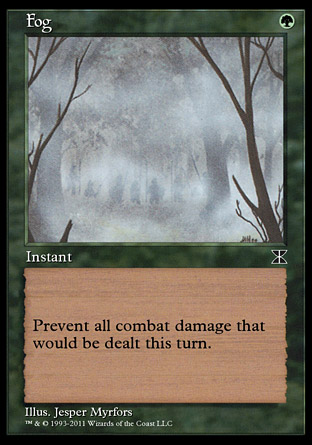 Fog
Instant
Prevent all combat damage that
would be dealt this turn.
Illus. Jesper Myrfors
™ & © 1993-2011 Wizards of the Coast LLC